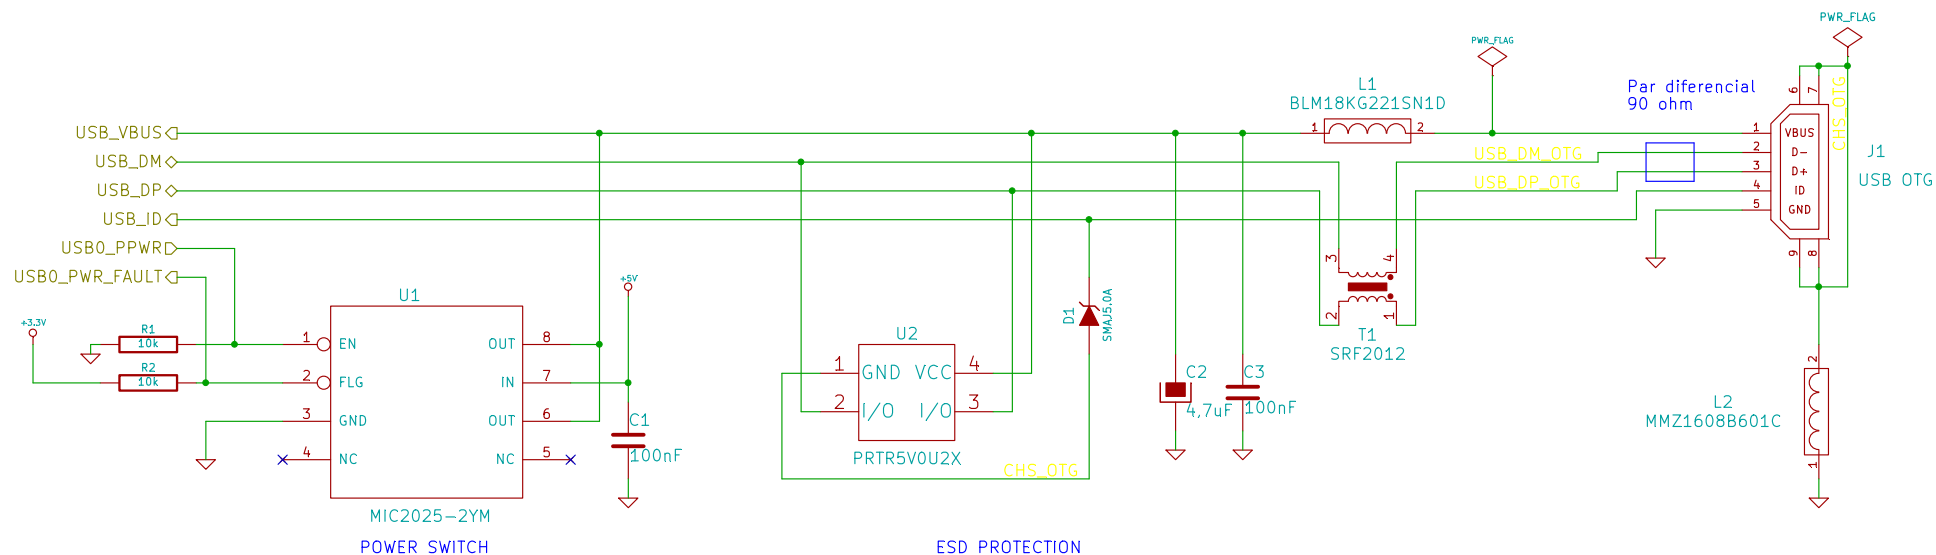 PWR_FLAG
PWR_FLAG
L1
BLM18KG221SN1D
1
2
Par diferencial
90 ohm
6
7
CHS_OTG
USB_VBUS
USB_DM
USB_DP
USB_ID
USB0_PPWR
USB0_PWR_FAULT
USB_DM_OTG
USB_DP_OTG
1
2
3
4
5
VBUS
D-
D+
ID
GND
9
8
J1
USB OTG
+3.3V
R1
10k
R2
10k
U1
1
EN
2
FLG
3
GND
4
NC
OUT
8
IN
7
OUT
6
NC
5
MIC2025-2YM
POWER SWITCH
+5V
C1
100nF
U2
1
GND
VCC
4
2
I/O
I/O
3
PRTR5V0U2X
ESD PROTECTION
CHS_OTG
D1
SMAJ5.0A
C2
4,7uF
C3
100nF
3
4
2
1
T1
SRF2012
2
L2
MMZ1608B601C
1